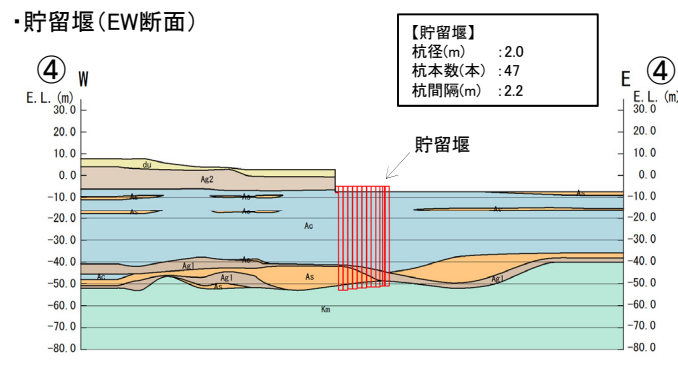 ・貯留堰(EW断面)
【貯留堰】
杭径(m) :2.0
杭本数(本) :47
杭間隔(m) :2.2
④ W
E ④
E. L. (m)
E. L. (m)
30.0
30.0
20.0
20.0
貯留堰
10.0
10.0
du
0.0
0.0
Ag2
-10.0
As
As
As
-10.0
-20.0
-20.0
Ac
-30.0
-30.0
-40.0
Ag1
-40.0
Ac
Ag1
As
Ag1
-50.0
As
-50.0
-60.0
Km
-60.0
-70.0
-70.0
-80.0
-80.0